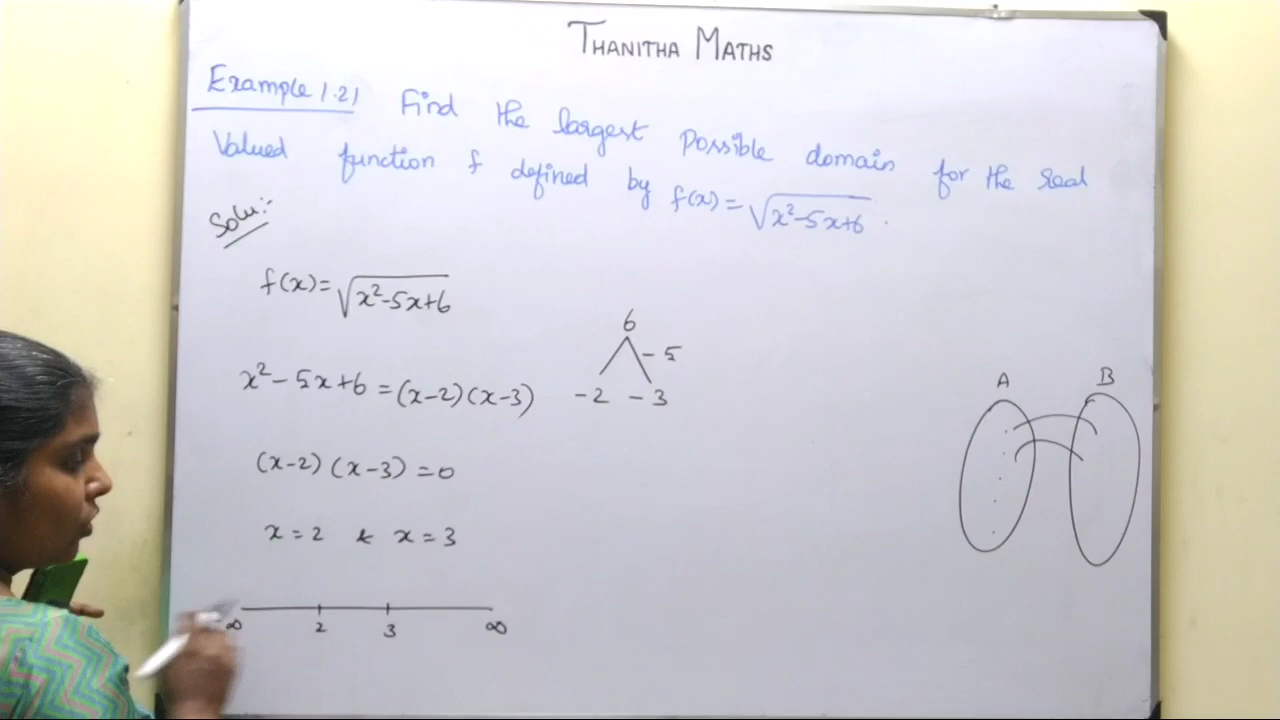 THANITHA MATHS
Example 1.21 Find the largest possible domain for the real
Valued function f defined by f(x) = √x²-5x+6 .
Solu:-
f(x) = √x²-5x+6
6
-5
-2 -3
x² - 5x + 6 = (x-2)(x-3)
(x-2) (x-3) = 0
x = 2 & x = 3
∞ 2 3 ∞
A B